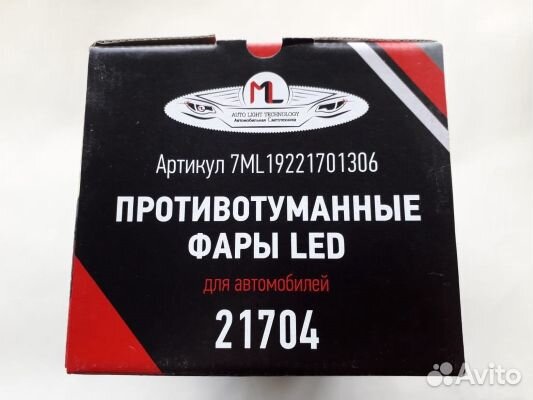 ML
AUTO LIGHT TECHNOLOGY
Автомобильная Светотехника
Артикул 7ML19221701306
ПРОТИВОТУМАННЫЕ
ФАРЫ LED
для автомобилей
21704
Avito